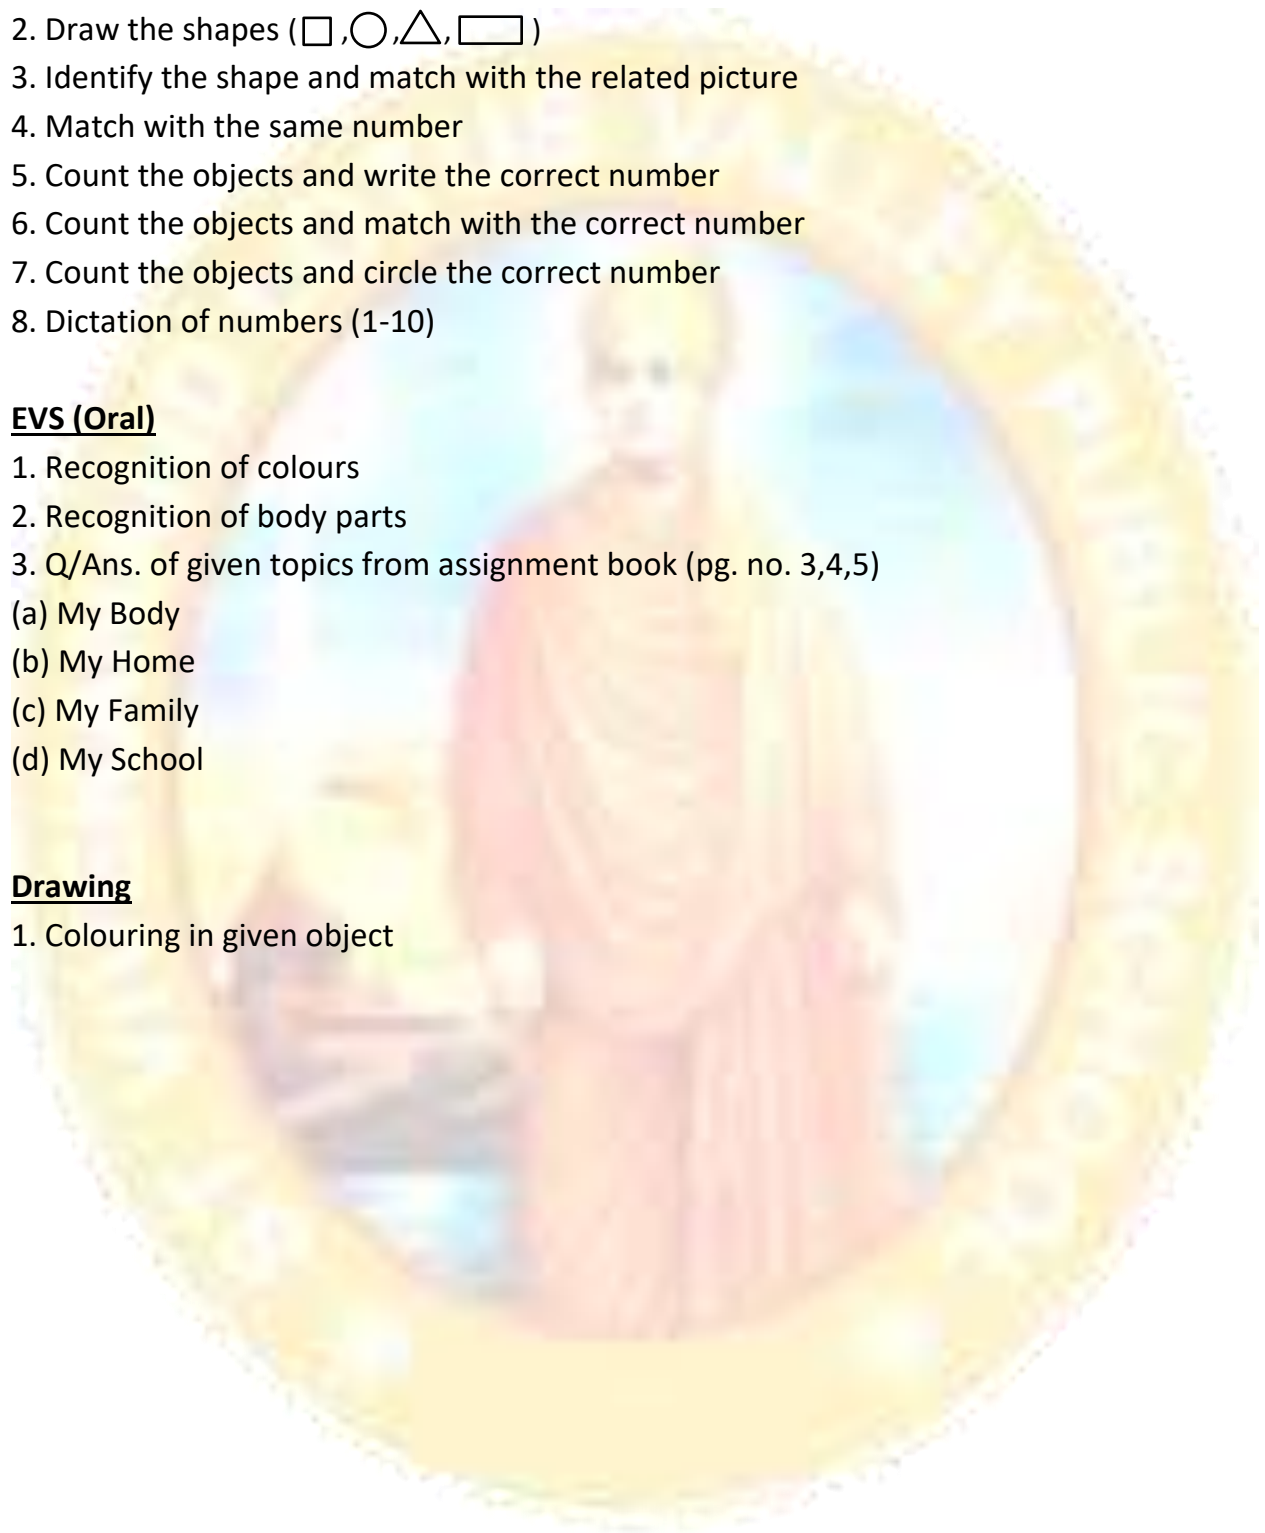 2. Draw the shapes (□ ,○ ,△, ▭ )
3. Identify the shape and match with the related picture
4. Match with the same number
5. Count the objects and write the correct number
6. Count the objects and match with the correct number
7. Count the objects and circle the correct number
8. Dictation of numbers (1-10)
EVS (Oral)
1. Recognition of colours
2. Recognition of body parts
3. Q/Ans. of given topics from assignment book (pg. no. 3,4,5)
(a) My Body
(b) My Home
(c) My Family
(d) My School
Drawing
1. Colouring in given object